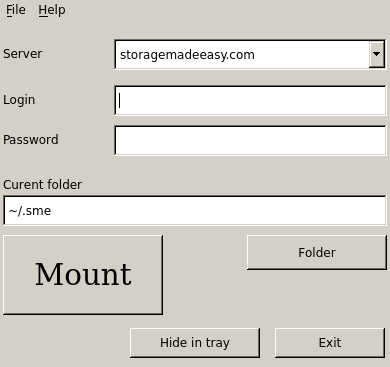 File Help
Server storagemadeeasy.com
Login
Password
Curent folder
~/.sme
Mount Folder
Hide in tray Exit